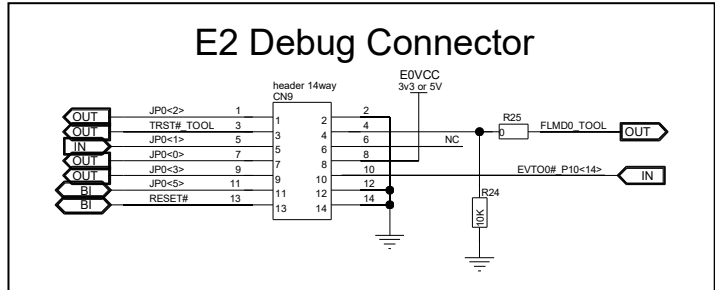 E2 Debug Connector
E0VCC
3v3 or 5V
header 14way
CN9
OUT JP0<2> 1 1 2 2
OUT TRST#_TOOL 3 3 4 4 R25 0 FLMD0_TOOL OUT
IN JP0<1> 5 5 6 6 NC
OUT JP0<0> 7 7 8 8
OUT JP0<3> 9 9 10 10 EVTO0#_P10<14> IN
BI JP0<5> 11 11 12 12
BI RESET# 13 13 14 14
R24
10K